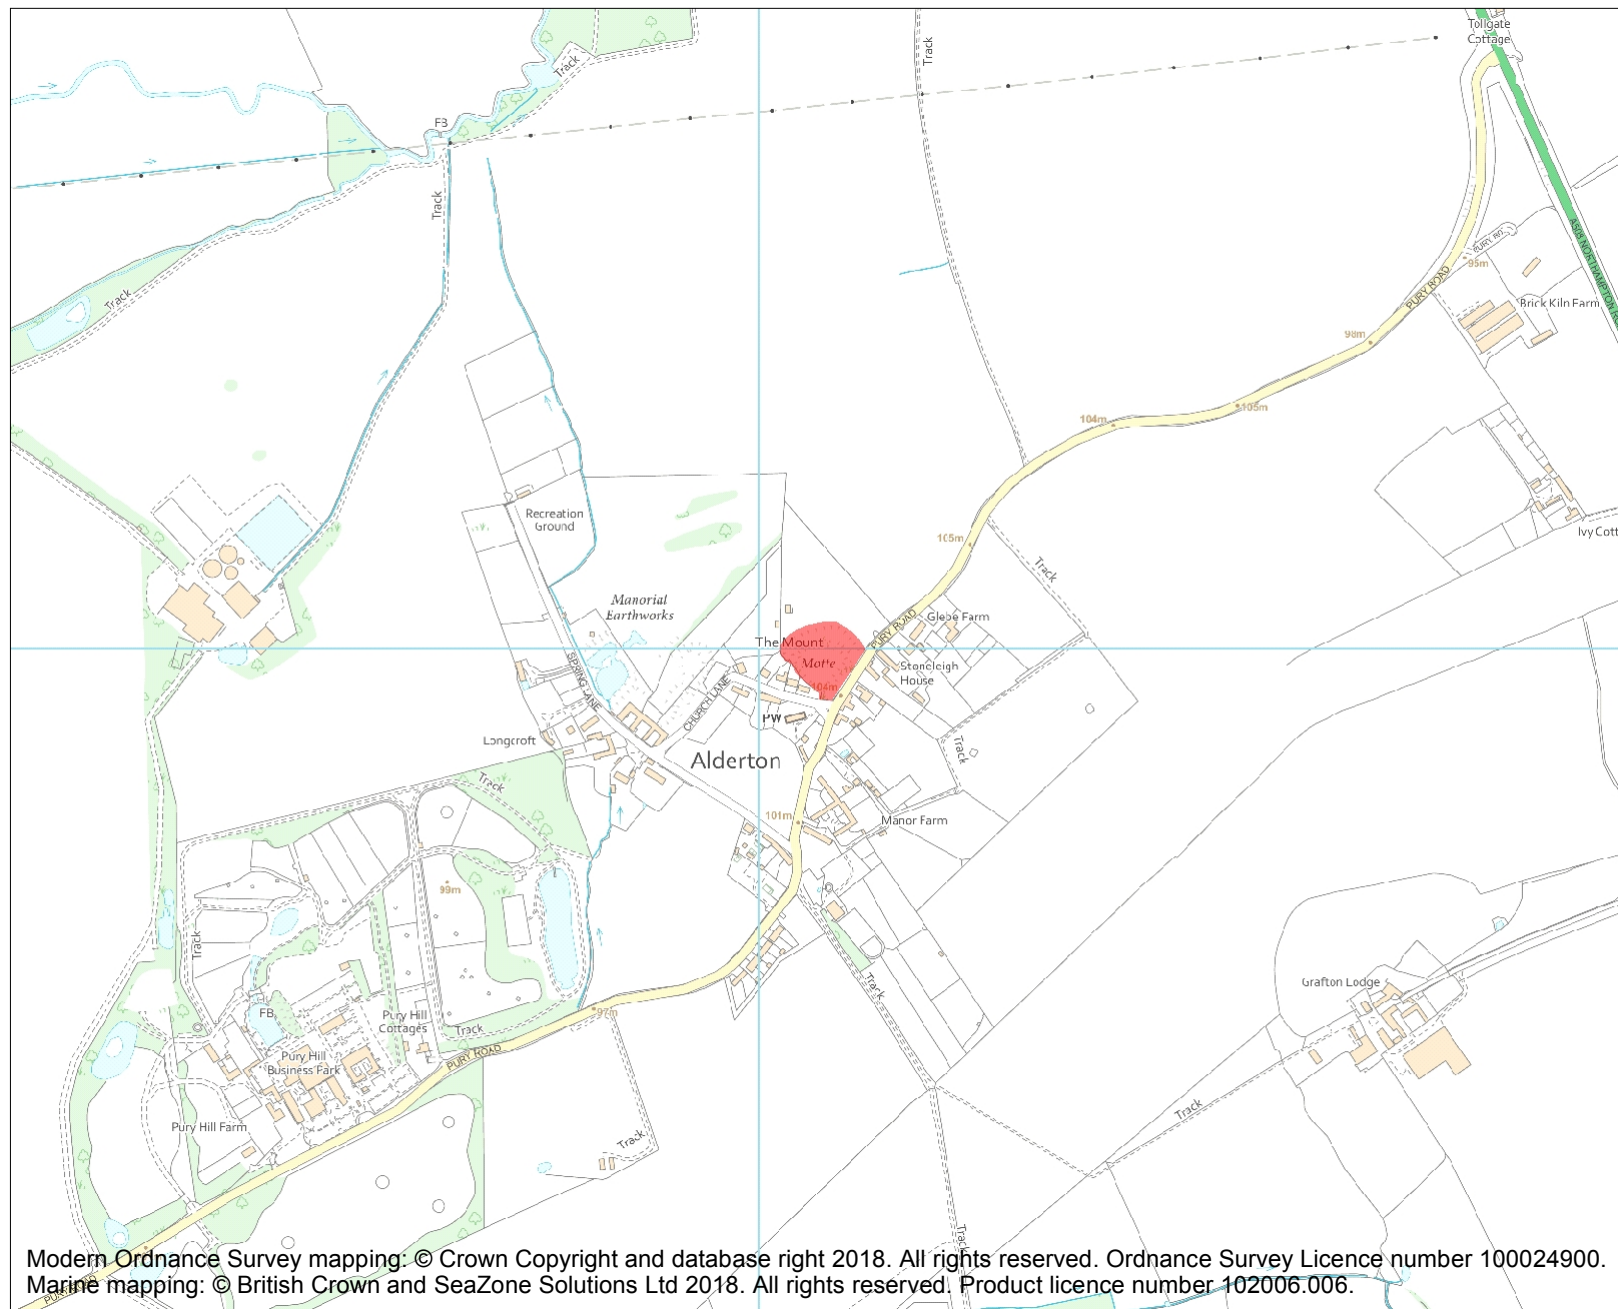 Tollgate
Cottage
Track
Track
FB
Track
A508 NORTHAMPTON
Track
PURY RD
95m
PURY ROAD
Brick Kiln Farm
98m
105m
104m
Recreation
Ground
105m
Ivy Cott
Track
Manorial
Earthworks
Glebe Farm
PURY ROAD
The Mount
Motte
Stoneleigh
House
SPRING LANE
104m
CHURCH LANE
PW
Longcroft
Alderton
Track
Track
101m
Manor Farm
99m
Track
Track
Grafton Lodge
FB
Pury Hill
Cottages
97m
Track
PURY ROAD
Pury Hill
Business Park
Track
Pury Hill Farm
Track
Track
Modern Ordnance Survey mapping: © Crown Copyright and database right 2018. All rights reserved. Ordnance Survey Licence number 100024900.
Marine mapping: © British Crown and SeaZone Solutions Ltd 2018. All rights reserved. Product licence number 102006.006.
PURY ROAD